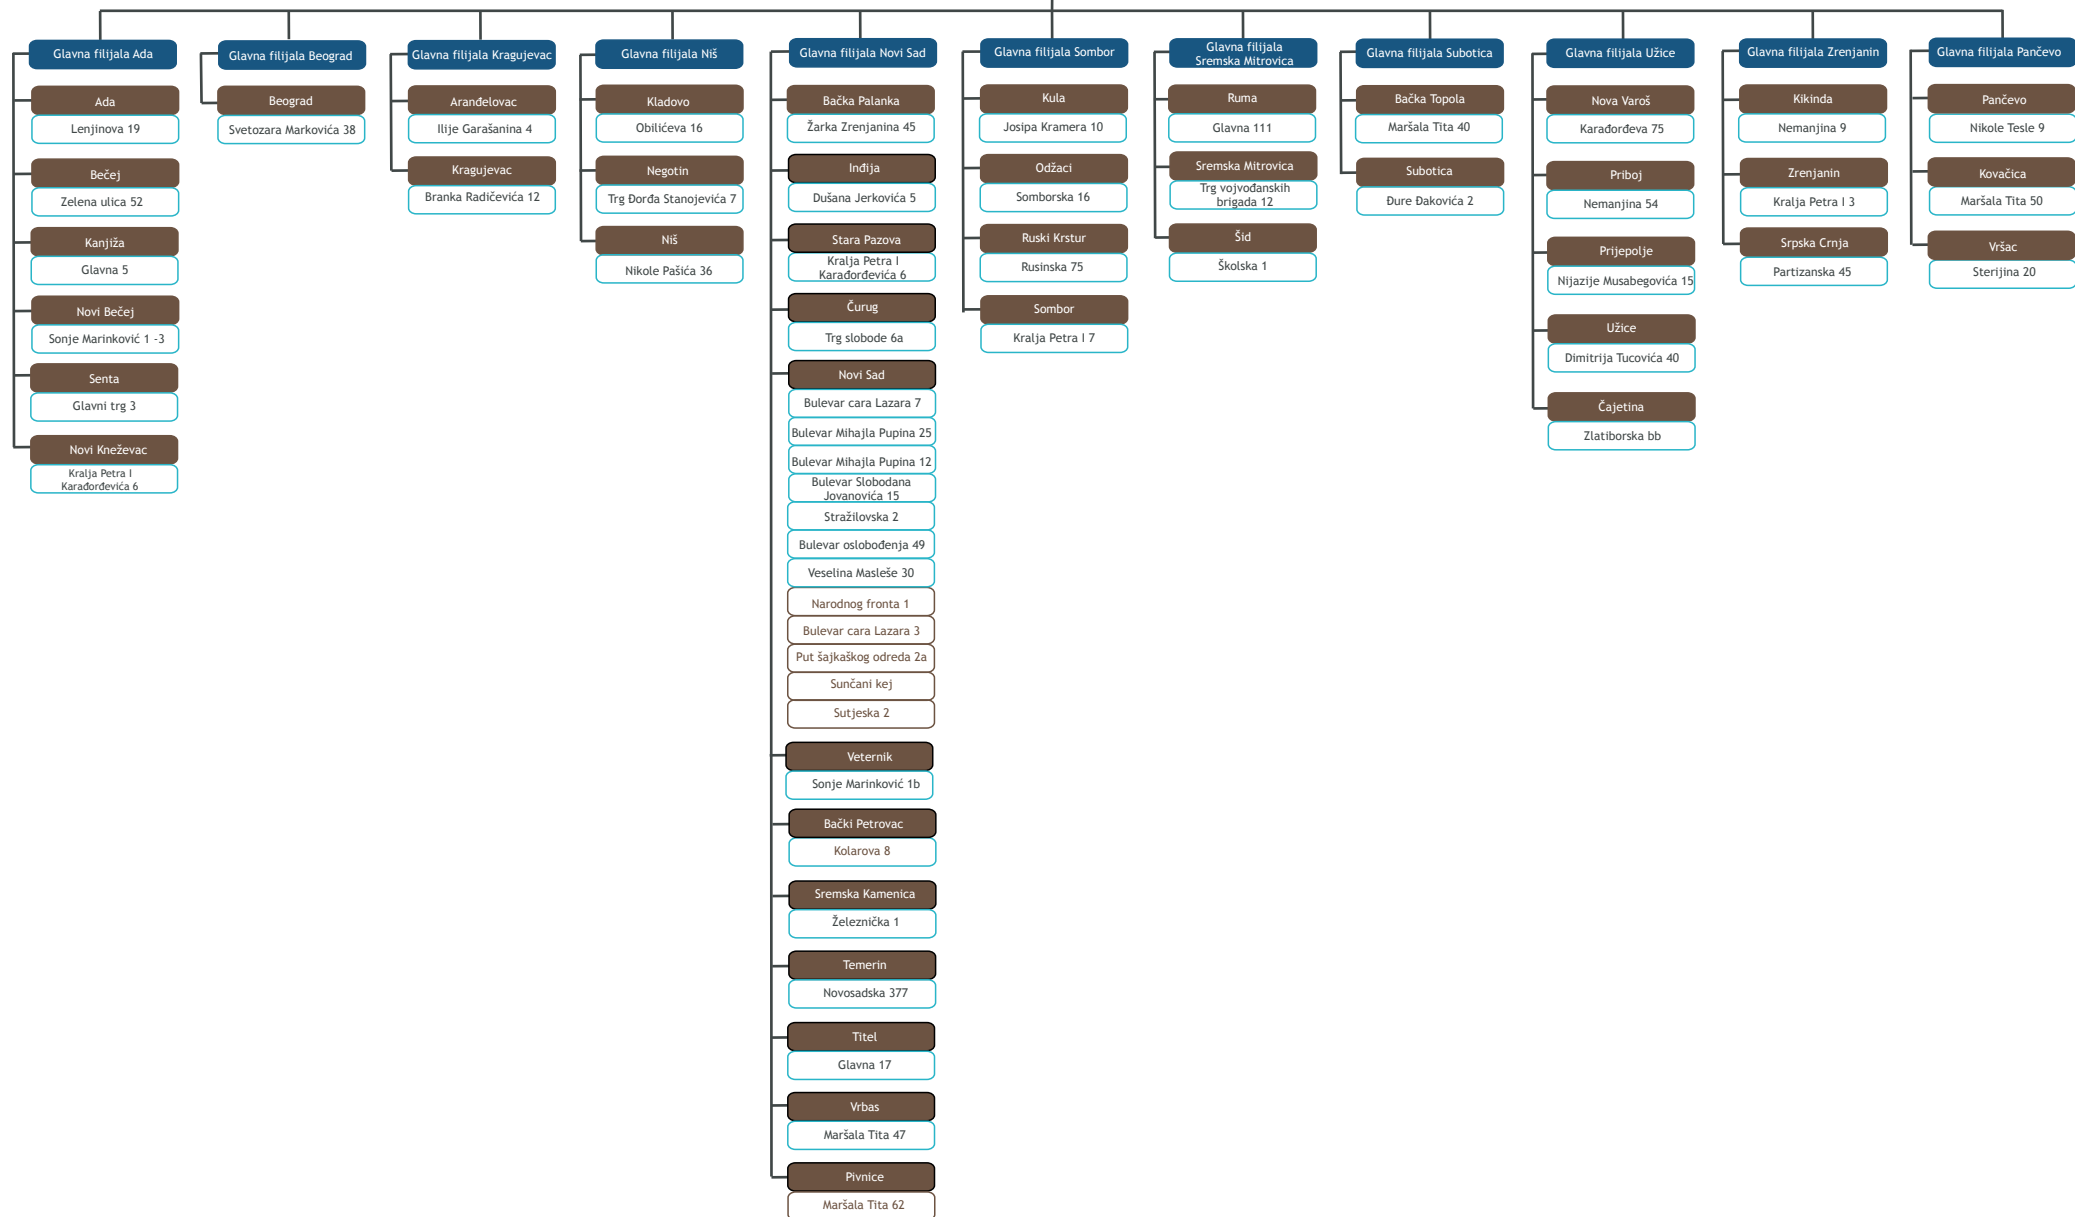 Glavna filijala Ada
Ada
Lenjinova 19
Bečej
Zelena ulica 52
Kanjiža
Glavna 5
Novi Bečej
Sonje Marinković 1 -3
Senta
Glavni trg 3
Novi Kneževac
Kralja Petra I
Karađorđevića 6
Glavna filijala Beograd
Beograd
Svetozara Markovića 38
Glavna filijala Kragujevac
Aranđelovac
Ilije Garašanina 4
Kragujevac
Branka Radičevića 12
Glavna filijala Niš
Kladovo
Obilićeva 16
Negotin
Trg Đorđa Stanojevića 7
Niš
Nikole Pašića 36
Glavna filijala Novi Sad
Bačka Palanka
Žarka Zrenjanina 45
Inđija
Dušana Jerkovića 5
Stara Pazova
Kralja Petra I
Karađorđevića 6
Čurug
Trg slobode 6a
Novi Sad
Bulevar cara Lazara 7
Bulevar Mihajla Pupina 25
Bulevar Mihajla Pupina 12
Bulevar Slobodana
Jovanovića 15
Stražilovska 2
Bulevar oslobođenja 49
Veselina Masleše 30
Narodnog fronta 1
Bulevar cara Lazara 3
Put šajkaškog odreda 2a
Sunčani kej
Sutjeska 2
Veternik
Sonje Marinković 1b
Bački Petrovac
Kolarova 8
Sremska Kamenica
Železnička 1
Temerin
Novosadska 377
Titel
Glavna 17
Vrbas
Maršala Tita 47
Pivnice
Maršala Tita 62
Glavna filijala Sombor
Kula
Josipa Kramera 10
Odžaci
Somborska 16
Ruski Krstur
Rusinska 75
Sombor
Kralja Petra I 7
Glavna filijala
Sremska Mitrovica
Ruma
Glavna 111
Sremska Mitrovica
Trg vojvođanskih
brigada 12
Šid
Školska 1
Glavna filijala Subotica
Bačka Topola
Maršala Tita 40
Subotica
Đure Đakovića 2
Glavna filijala Užice
Nova Varoš
Karađorđeva 75
Priboj
Nemanjina 54
Prijepolje
Nijazije Musabegovića 15
Užice
Dimitrija Tucovića 40
Čajetina
Zlatiborska bb
Glavna filijala Zrenjanin
Kikinda
Nemanjina 9
Zrenjanin
Kralja Petra I 3
Srpska Crnja
Partizanska 45
Glavna filijala Pančevo
Pančevo
Nikole Tesle 9
Kovačica
Maršala Tita 50
Vršac
Sterijina 20